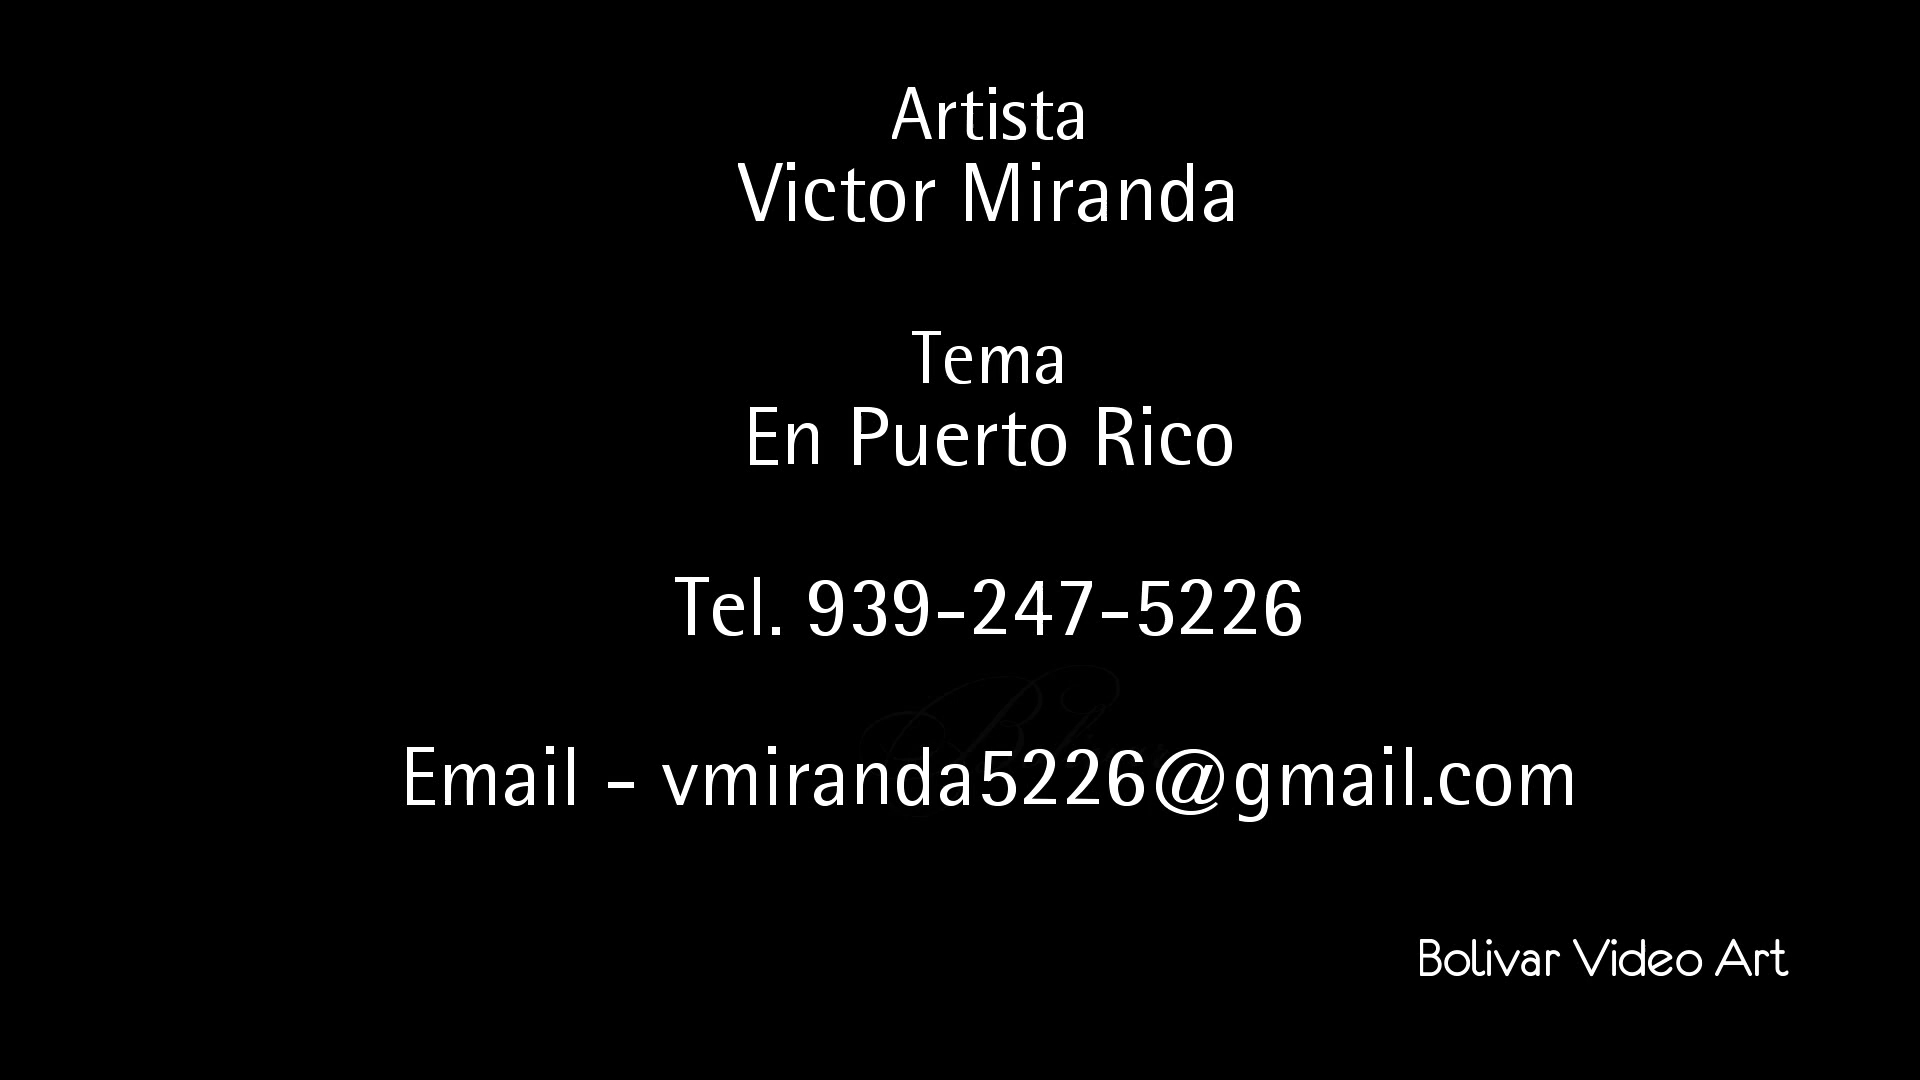 Artista
Victor Miranda
Tema
En Puerto Rico
Tel. 939-247-5226
Email - vmiranda5226@gmail.com
Bolivar Video Art